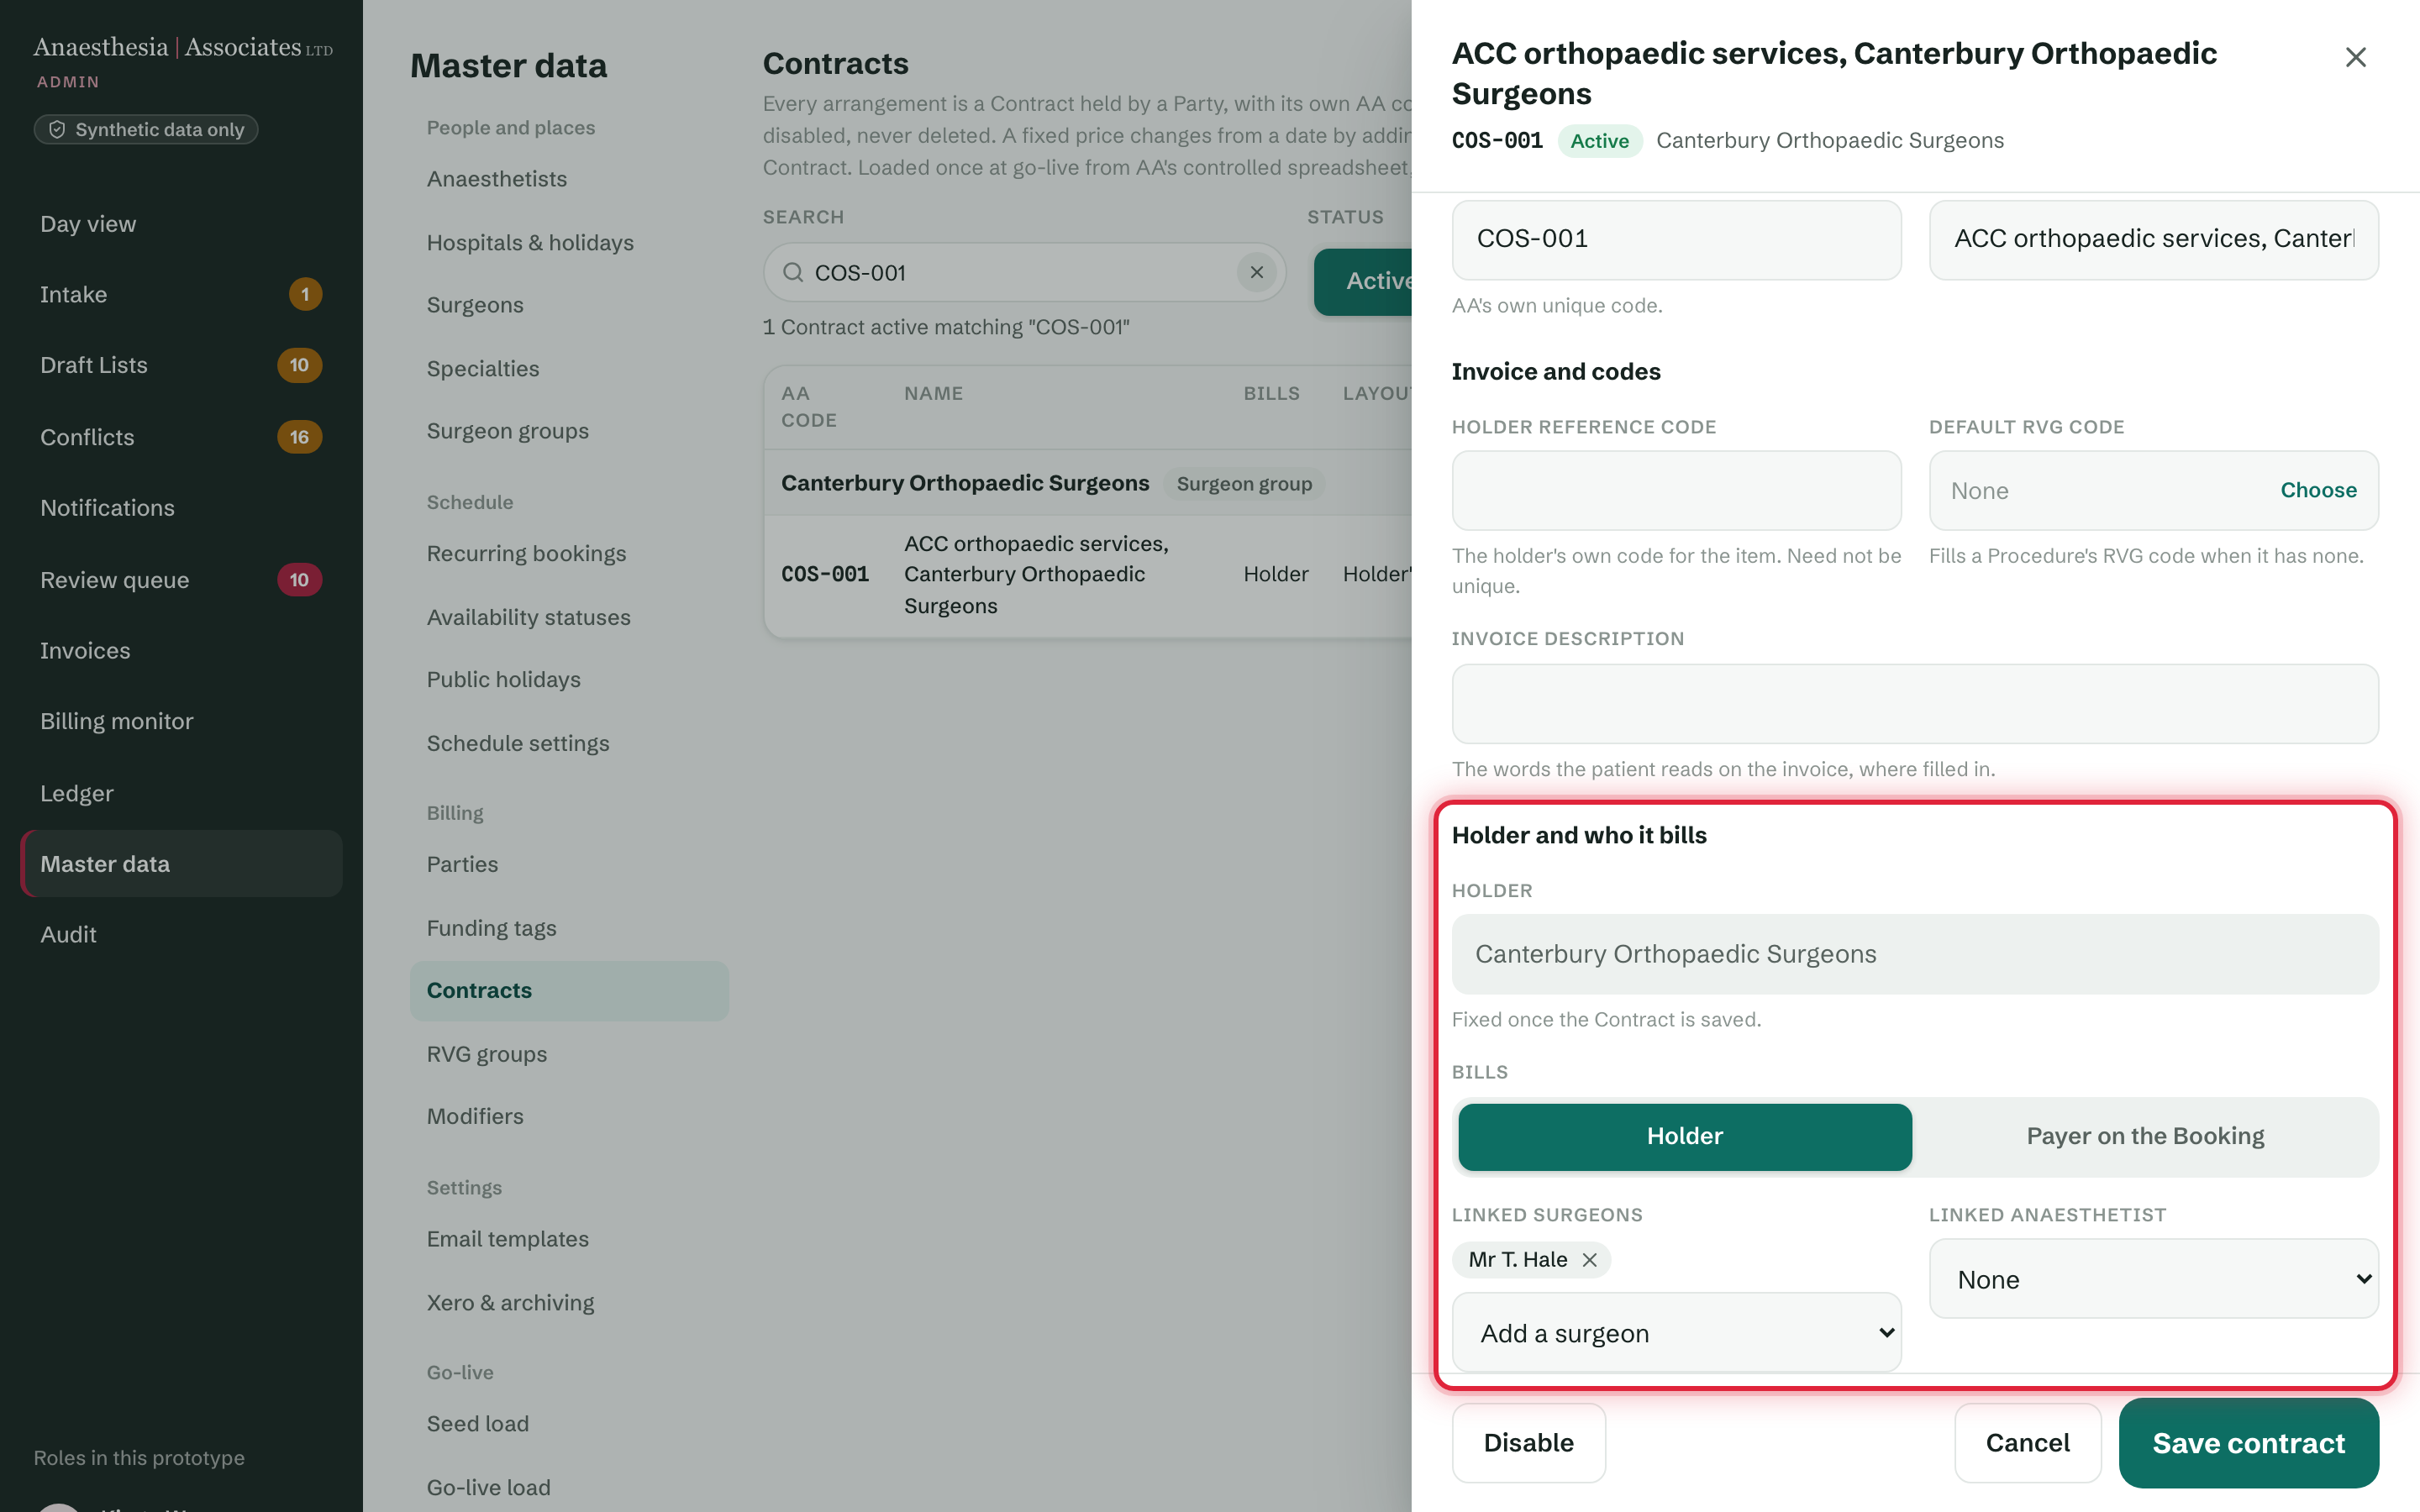 Anaesthesia | Associates LTD
ADMIN
Synthetic data only
Day view
Intake 1
Draft Lists 10
Conflicts 16
Notifications
Review queue 10
Invoices
Billing monitor
Ledger
Master data
Audit
Roles in this prototype
Master data
People and places
Anaesthetists
Hospitals & holidays
Surgeons
Specialties
Surgeon groups
Schedule
Recurring bookings
Availability statuses
Public holidays
Schedule settings
Billing
Parties
Funding tags
Contracts
RVG groups
Modifiers
Settings
Email templates
Xero & archiving
Go-live
Seed load
Go-live load
Contracts
Every arrangement is a Contract held by a Party, with its own AA co
disabled, never deleted. A fixed price changes from a date by addin
Contract. Loaded once at go-live from AA's controlled spreadsheet,
SEARCH STATUS
COS-001 Active
1 Contract active matching "COS-001"
AA CODE NAME BILLS LAYOUT
Canterbury Orthopaedic Surgeons Surgeon group
COS-001 ACC orthopaedic services, Canterbury Orthopaedic Surgeons Holder Holder'
ACC orthopaedic services, Canterbury Orthopaedic
Surgeons
COS-001 Active Canterbury Orthopaedic Surgeons
COS-001 ACC orthopaedic services, Canter
AA's own unique code.
Invoice and codes
HOLDER REFERENCE CODE DEFAULT RVG CODE
None Choose
The holder's own code for the item. Need not be unique. Fills a Procedure's RVG code when it has none.
INVOICE DESCRIPTION
The words the patient reads on the invoice, where filled in.
Holder and who it bills
HOLDER
Canterbury Orthopaedic Surgeons
Fixed once the Contract is saved.
BILLS
Holder Payer on the Booking
LINKED SURGEONS LINKED ANAESTHETIST
Mr T. Hale
None
Add a surgeon
Disable Cancel Save contract